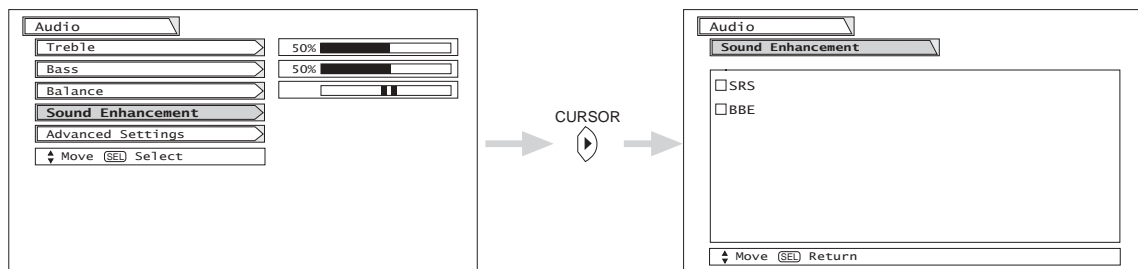 Audio
Treble 50%
Bass 50%
Balance
Sound Enhancement
Advanced Settings
Move SEL Select
CURSOR
Audio
Sound Enhancement
SRS
BBE
Move SEL Return